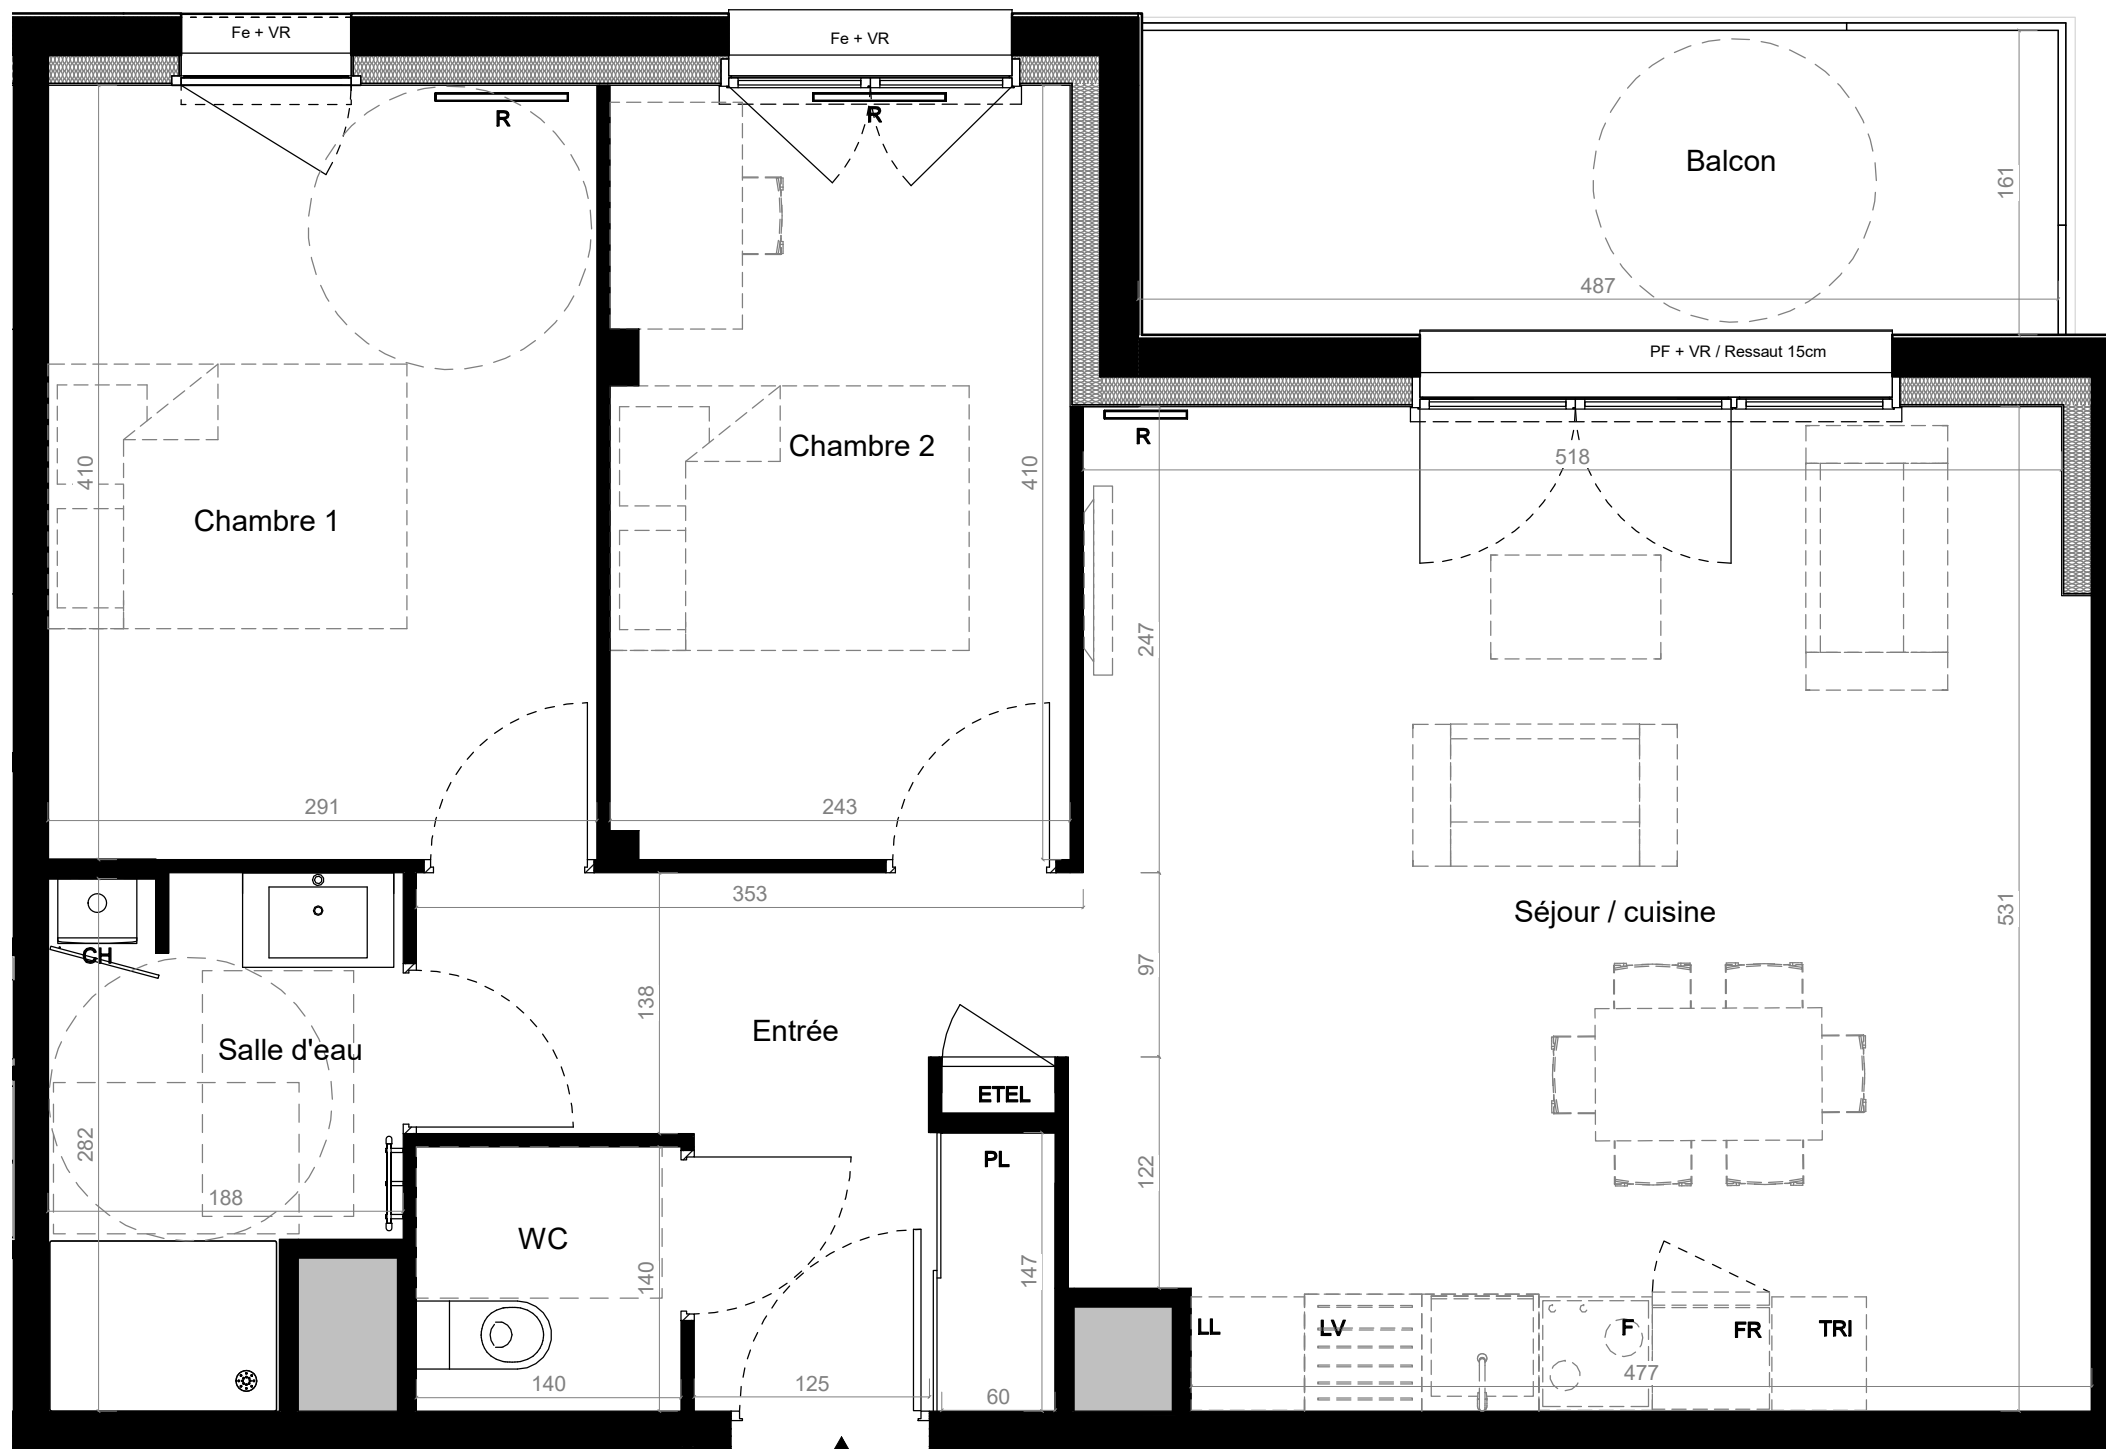 Fe + VR
Fe + VR
R
R
Balcon
161
487
PF + VR / Ressaut 15cm
R
518
Chambre 2
410
410
Chambre 1
247
291
243
353
Séjour / cuisine
531
CH
97
138
Entrée
Salle d'eau
ETEL
282
PL
122
188
WC
140
147
LL
LV
F
FR
TRI
477
140
125
60